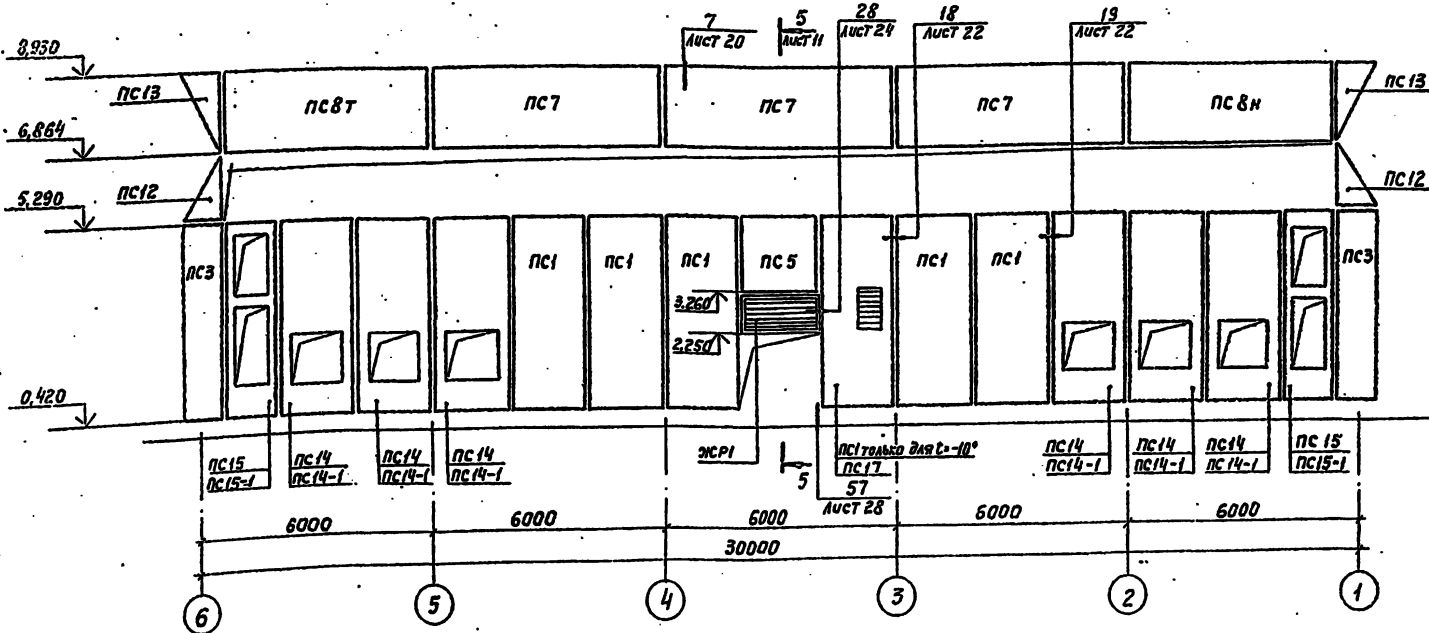 7
Лист 20
5
Лист 11
28
Лист 24
18
Лист 22
19
Лист 22
8,930
ПС13
ПС8т
ПС7
ПС7
ПС7
ПС8н
ПС13
6,864
ПС12
ПС12
5,290
ПС3
ПС1
ПС1
ПС1
ПС5
ПС1
ПС1
ПС3
3.260
2.250
0,420
ПС15
ПС15-1
ПС14
ПС14-1
ПС14
ПС14-1
ПС14
ПС14-1
ЖСР1
5
ПС1 только для t=-10°
ПС17
57
Лист 28
ПС14
ПС14-1
ПС14
ПС14-1
ПС14
ПС14-1
ПС15
ПС15-1
6000
6000
6000
6000
6000
30000
6
5
4
3
2
1